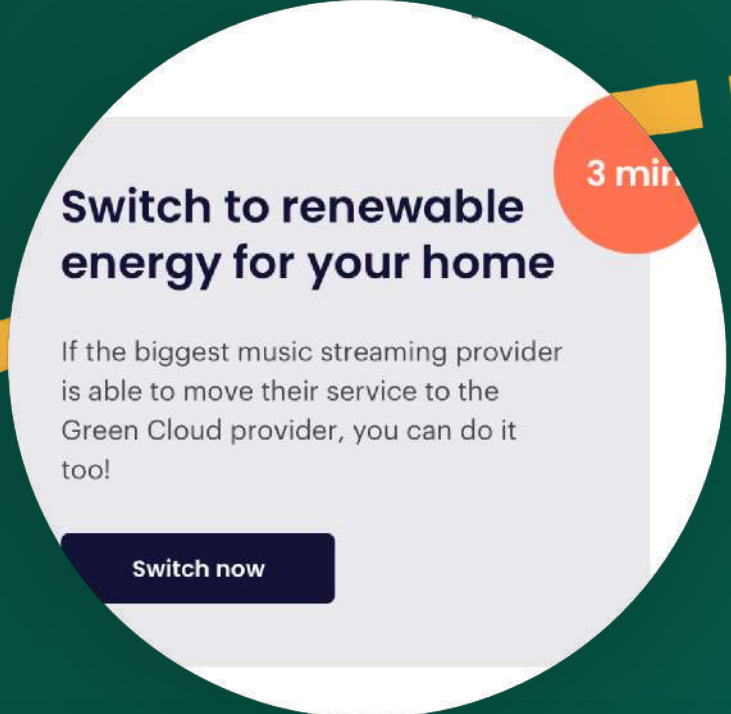 3 min
Switch to renewable
energy for your home
If the biggest music streaming provider
is able to move their service to the
Green Cloud provider, you can do it
too!
Switch now